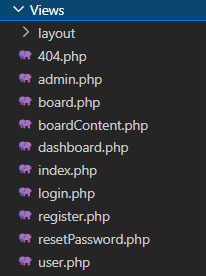 Views
layout
404.php
admin.php
board.php
boardContent.php
dashboard.php
index.php
login.php
register.php
resetPassword.php
user.php